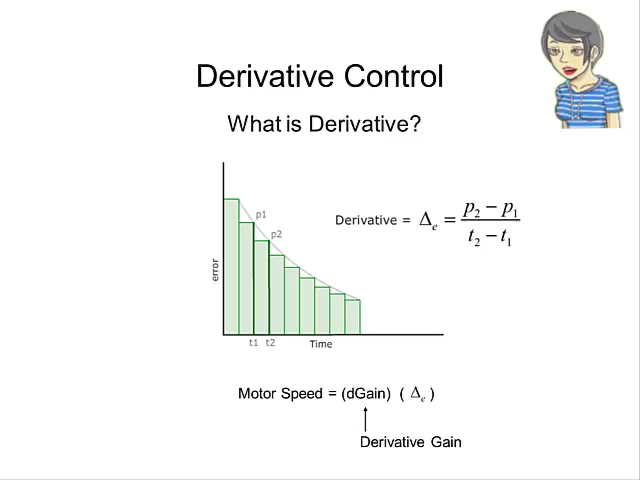 Derivative Control
What is Derivative?
p1
p2
Derivative = Δe = p2 − p1 / t2 − t1
error
t1 t2 Time
Motor Speed = (dGain) ( Δe )
Derivative Gain